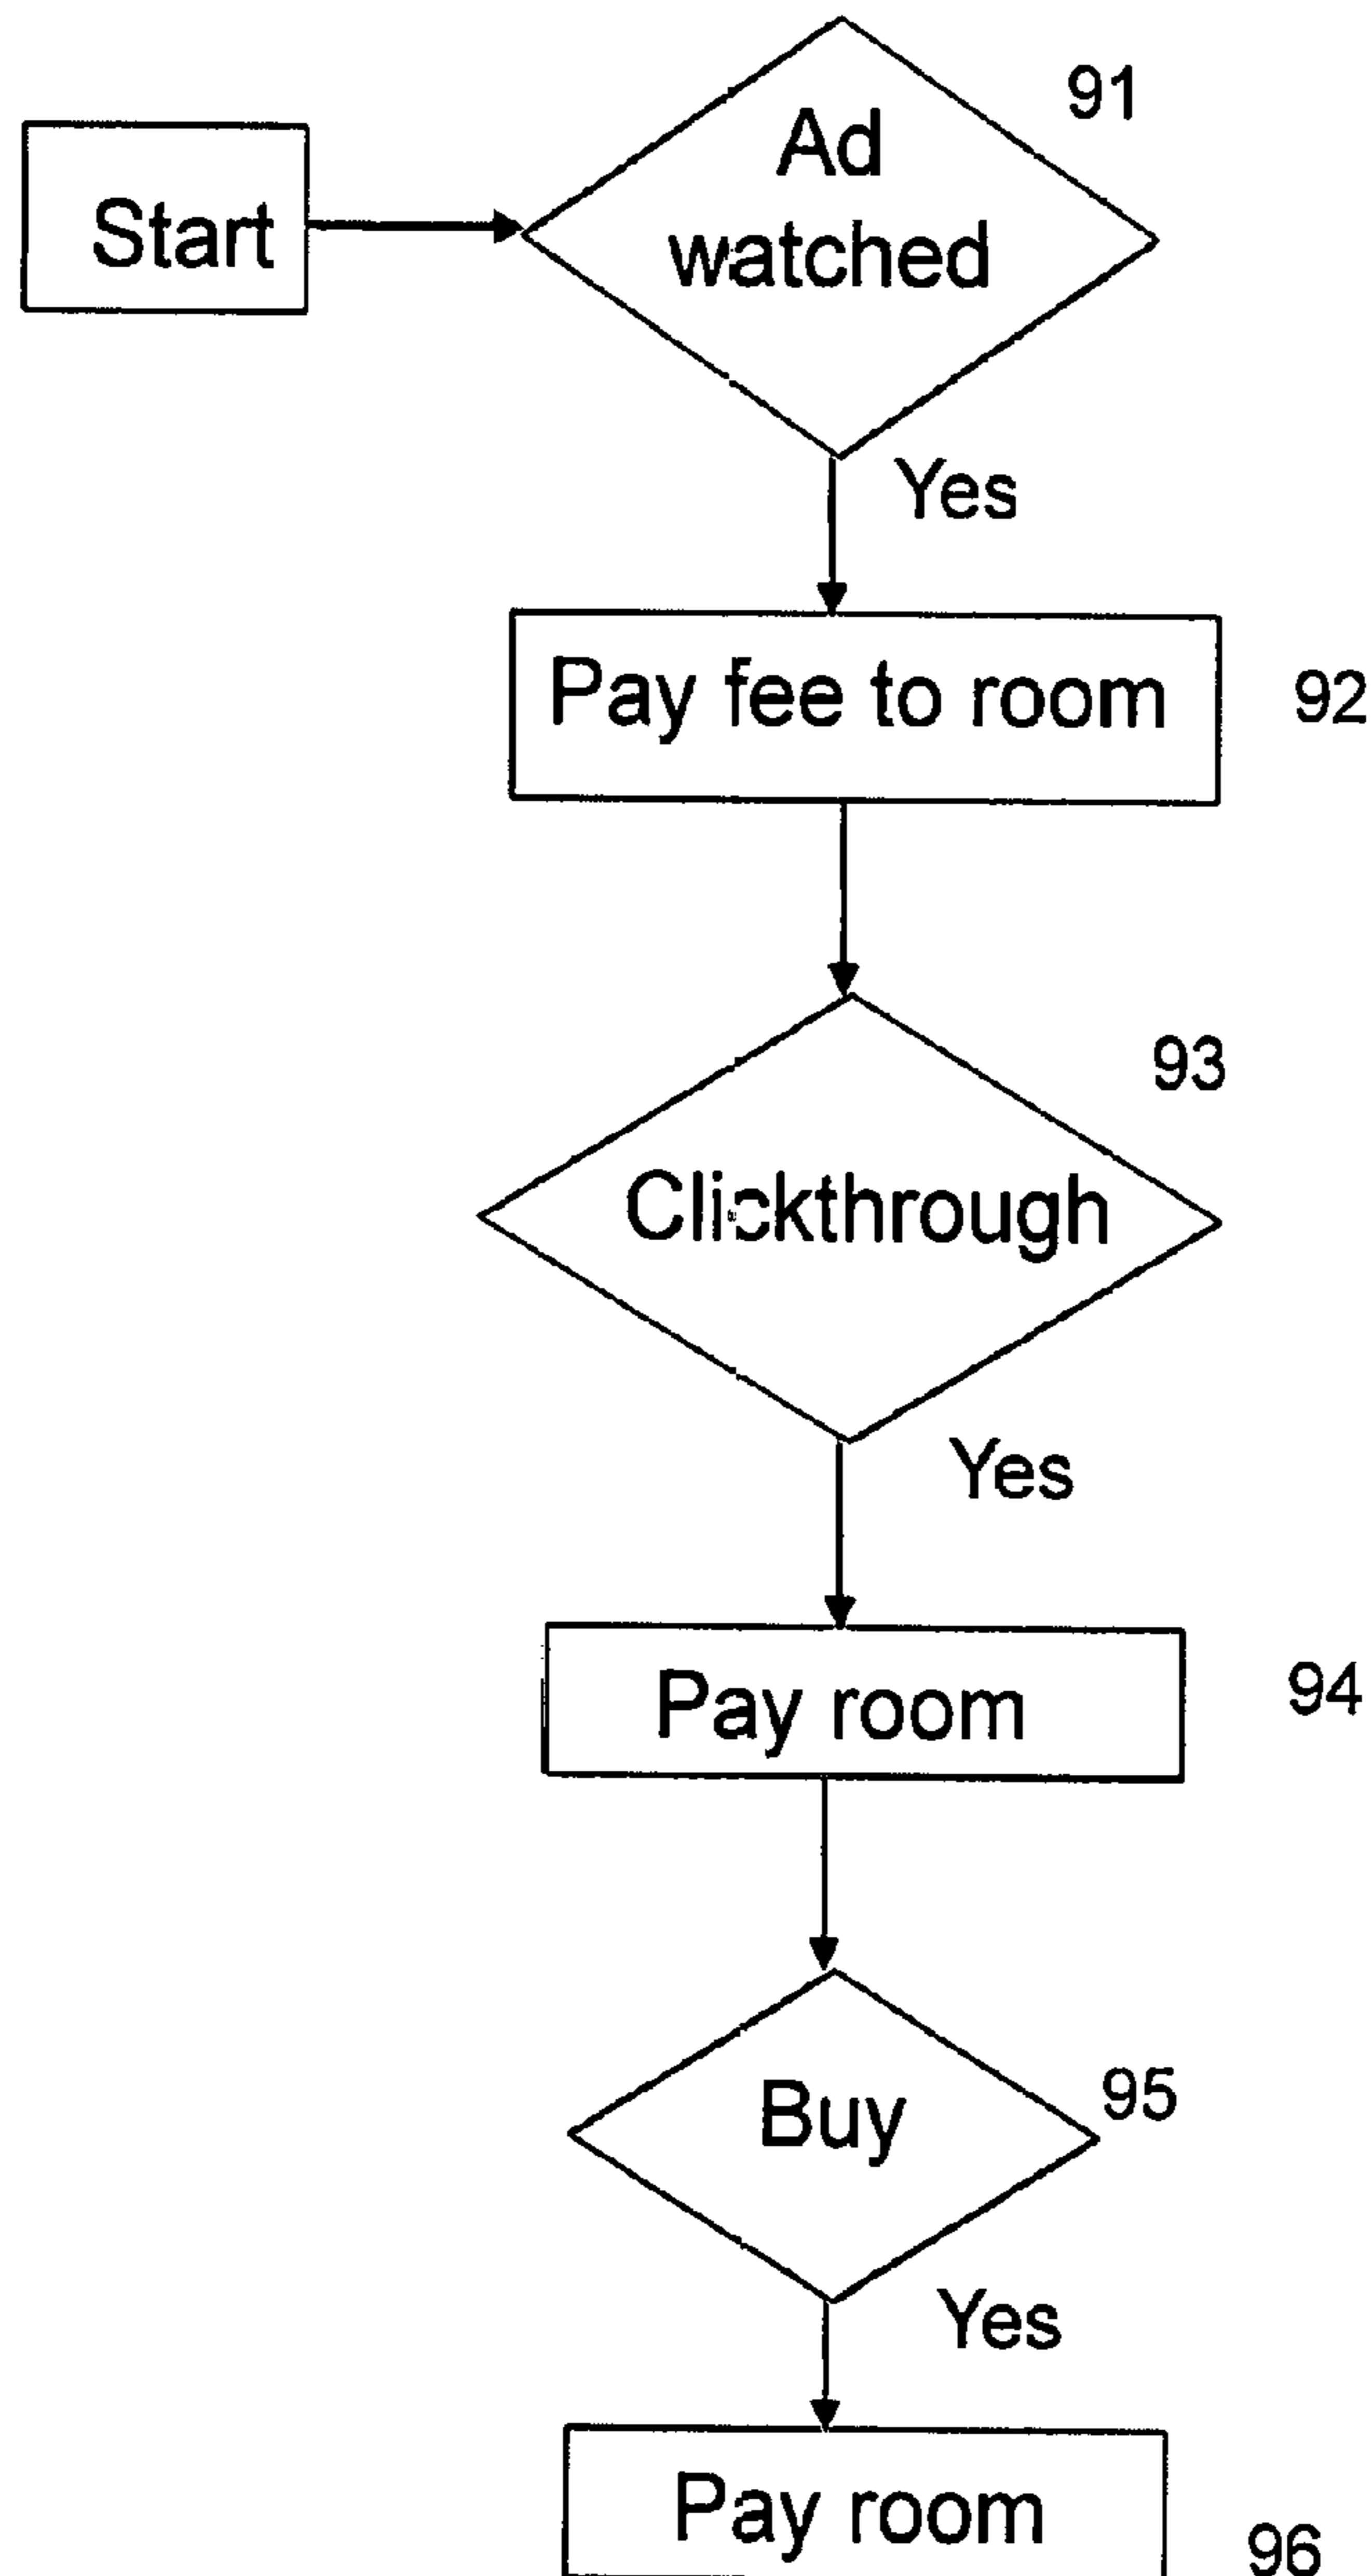 91
Ad
Start
watched
Yes
Pay fee to room
92
93
Clickthrough
Yes
Pay room
94
Buy
95
Yes
Pay room
96